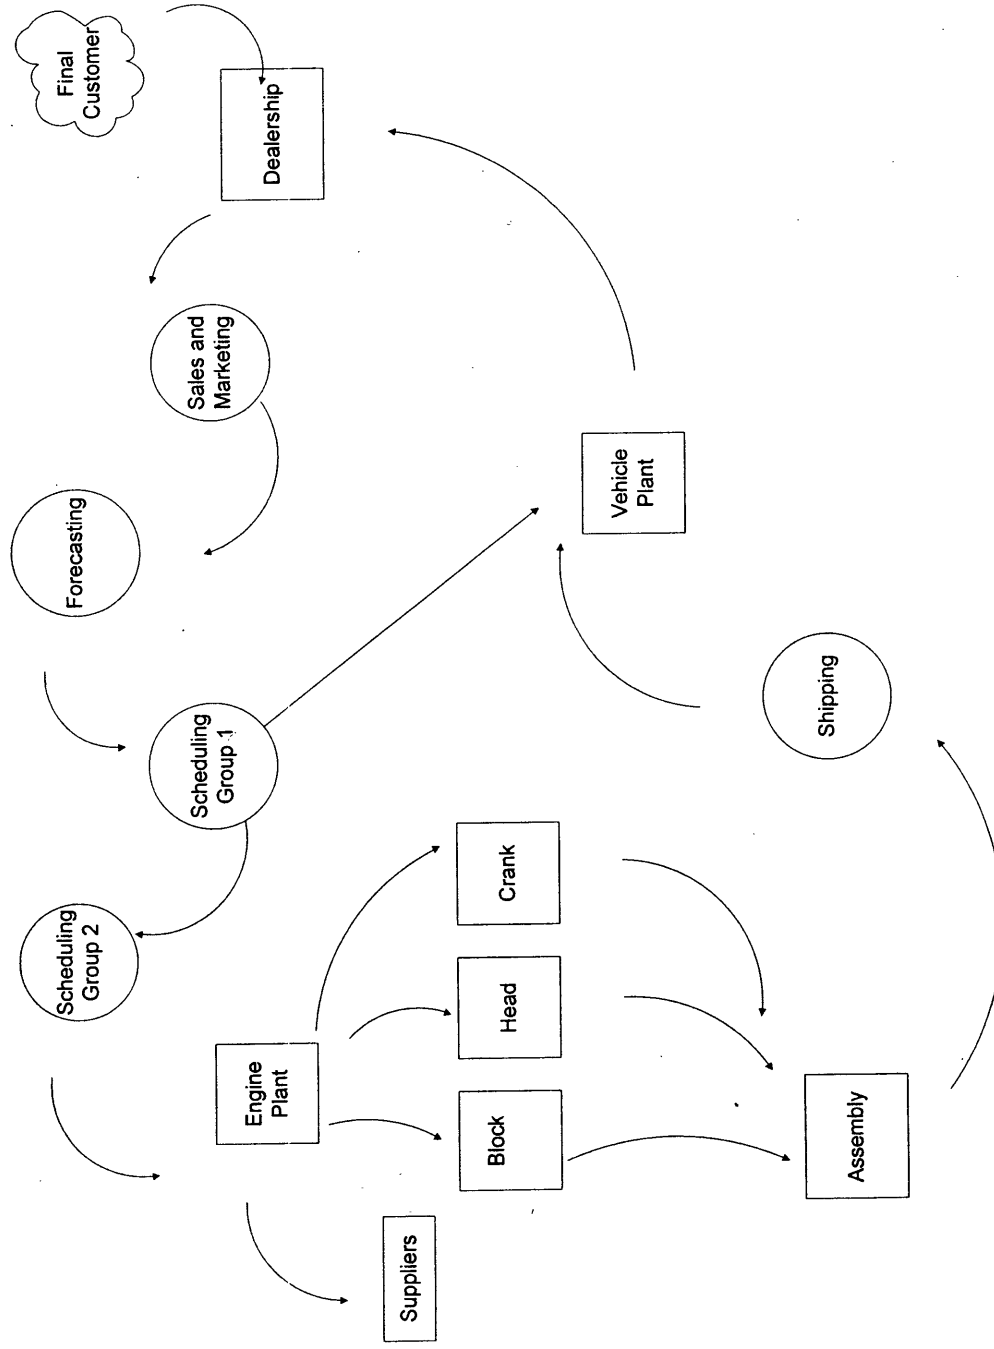 Final
Customer
Dealership
Sales and
Marketing
Forecasting
Scheduling
Group 1
Scheduling
Group 2
Engine
Plant
Suppliers
Block
Head
Crank
Assembly
Shipping
Vehicle
Plant